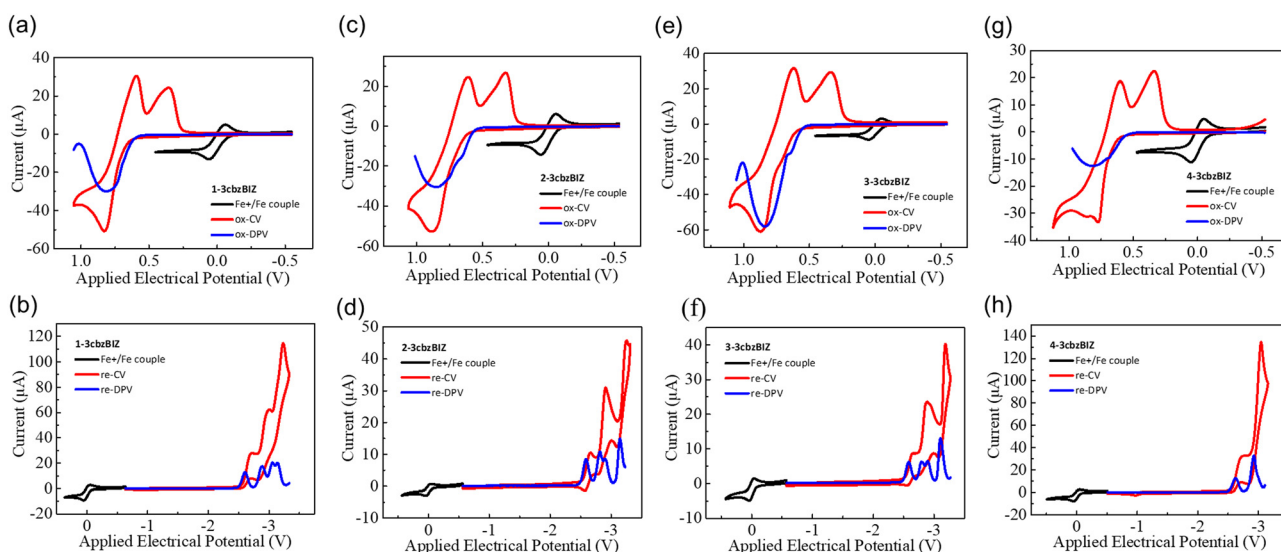 (a)
40
20
0
-20
-40
-60
Current (µA)
1-3cbzBIZ
Fe+/Fe couple
ox-CV
ox-DPV
1.0
0.5
0.0
-0.5
Applied Electrical Potential (V)
(c)
40
20
0
-20
-40
-60
Current (µA)
2-3cbzBIZ
Fe+/Fe couple
ox-CV
ox-DPV
1.0
0.5
0.0
-0.5
Applied Electrical Potential (V)
(e)
40
20
0
-20
-40
-60
Current (µA)
3-3cbzBIZ
Fe+/Fe couple
ox-CV
ox-DPV
1.0
0.5
0.0
-0.5
Applied Electrical Potential (V)
(g)
30
20
10
0
-10
-20
-30
-40
Current (µA)
4-3cbzBIZ
Fe+/Fe couple
ox-CV
ox-DPV
1.0
0.5
0.0
-0.5
Applied Electrical Potential (V)
(b)
120
100
80
60
40
20
0
-20
Current (µA)
1-3cbzBIZ
Fe+/Fe couple
re-CV
re-DPV
0
-1
-2
-3
Applied Electrical Potential (V)
(d)
50
40
30
20
10
0
-10
Current (µA)
2-3cbzBIZ
Fe+/Fe couple
re-CV
re-DPV
0
-1
-2
-3
Applied Electrical Potential (V)
(f)
40
30
20
10
0
-10
Current (µA)
3-3cbzBIZ
Fe+/Fe couple
re-CV
re-DPV
0
-1
-2
-3
Applied Electrical Potential (V)
(h)
140
120
100
80
60
40
20
0
-20
Current (µA)
4-3cbzBIZ
Fe+/Fe couple
re-CV
re-DPV
0
-1
-2
-3
Applied Electrical Potential (V)